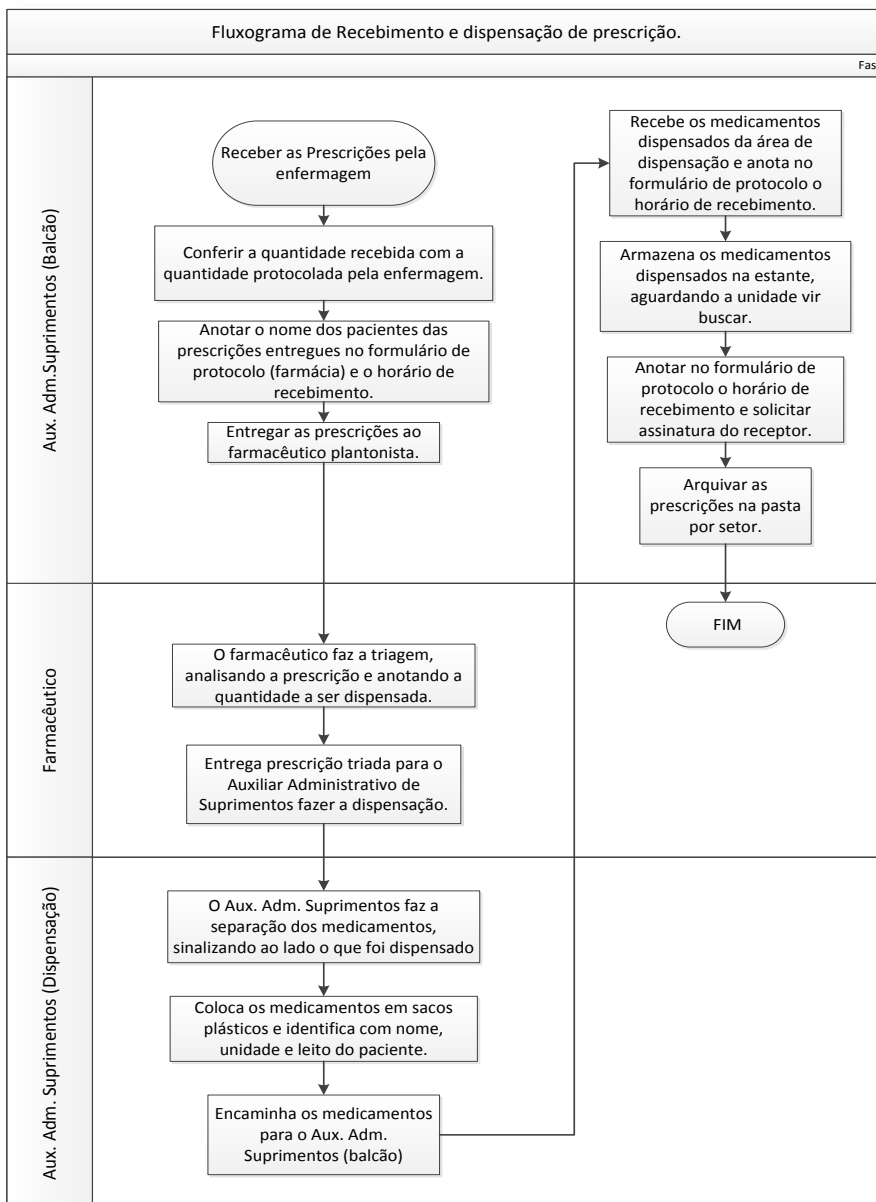 Fluxograma de Recebimento e dispensação de prescrição.
Fas
Aux. Adm.Suprimentos (Balcão)
Receber as Prescrições pela
enfermagem
Conferir a quantidade recebida com a
quantidade protocolada pela enfermagem.
Anotar o nome dos pacientes das
prescrições entregues no formulário de
protocolo (farmácia) e o horário de
recebimento.
Entregar as prescrições ao
farmacêutico plantonista.
Recebe os medicamentos
dispensados da área de
dispensação e anota no
formulário de protocolo o
horário de recebimento.
Armazena os medicamentos
dispensados na estante,
aguardando a unidade vir
buscar.
Anotar no formulário de
protocolo o horário de
recebimento e solicitar
assinatura do receptor.
Arquivar as
prescrições na pasta
por setor.
Farmacêutico
FIM
O farmacêutico faz a triagem,
analisando a prescrição e anotando a
quantidade a ser dispensada.
Entrega prescrição triada para o
Auxiliar Administrativo de
Suprimentos fazer a dispensação.
Aux. Adm. Suprimentos (Dispensação)
O Aux. Adm. Suprimentos faz a
separação dos medicamentos,
sinalizando ao lado o que foi dispensado
Coloca os medicamentos em sacos
plásticos e identifica com nome,
unidade e leito do paciente.
Encaminha os medicamentos
para o Aux. Adm.
Suprimentos (balcão)